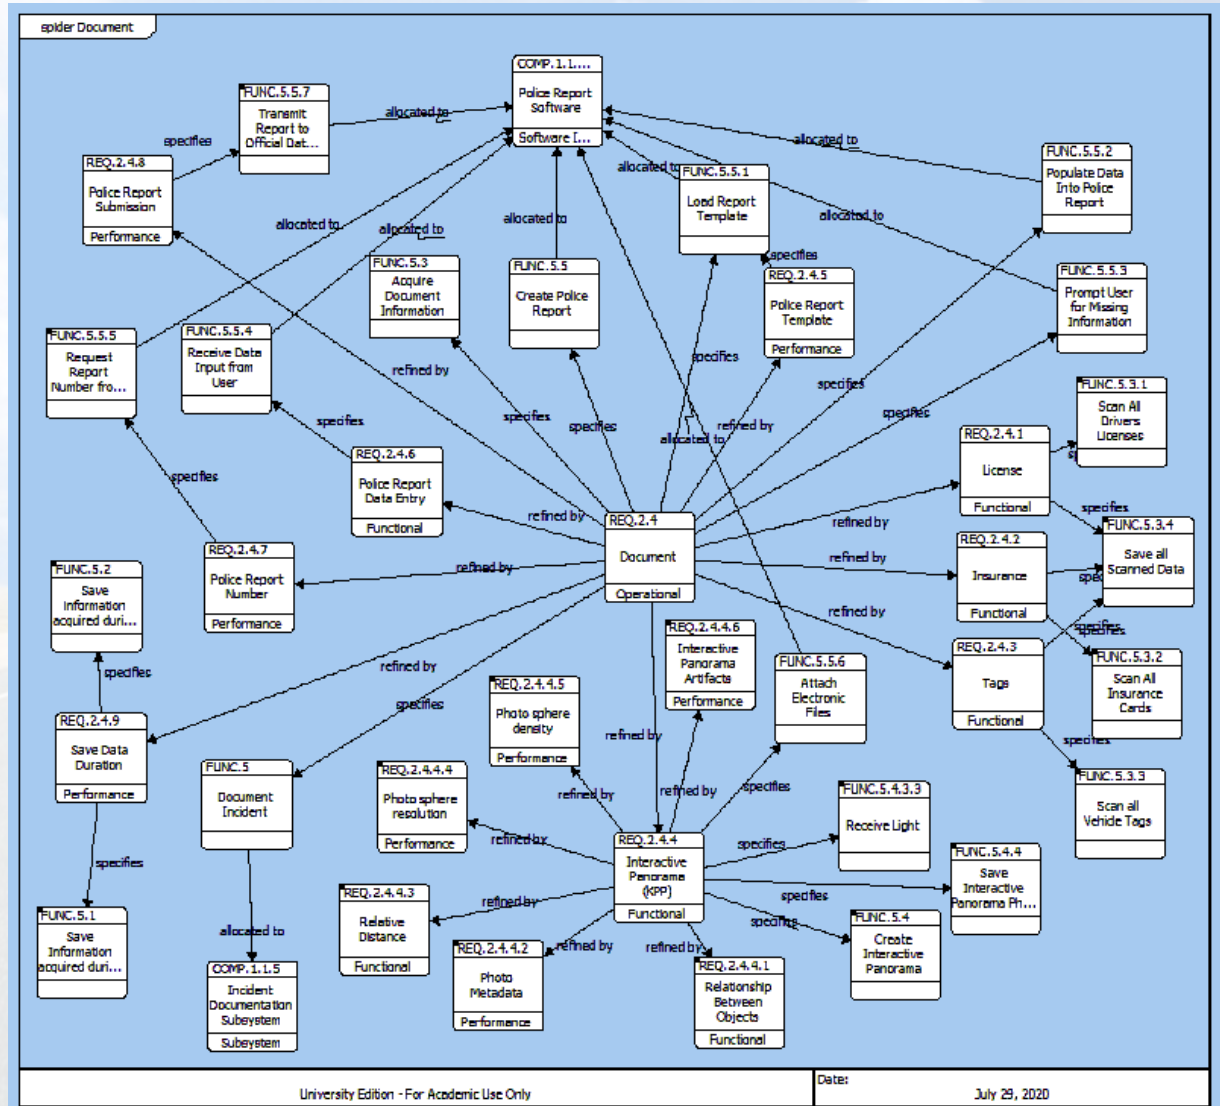 spider Document
COMP.1.1....
Police Report
Software
Software I...
FUNC.5.5.7
Transmit
Report to
Official Dat...
allocated to
specifies
REQ.2.4.8
Police Report
Submission
Performance
allocated to
FUNC.5.5.2
Populate Data
Into Police
Report
allocated to
FUNC.5.5.1
Load Report
Template
allocated to
allocated to
allocated to
allocated to
specifies
FUNC.5.3
Acquire
Document
Information
FUNC.5.5
Create Police
Report
REQ.2.4.5
Police Report
Template
Performance
FUNC.5.5.3
Prompt User
for Missing
Information
FUNC.5.5.5
Request
Report
Number fro...
FUNC.5.5.4
Receive Data
Input from
User
refined by
specifies
specifies
specifies
specifies
specifies
specifies
refined by
allocated to
FUNC.5.3.1
Scan All
Drivers
Licenses
REQ.2.4.1
License
Functional
REQ.2.4.6
Police Report
Data Entry
Functional
specifies
refined by
REQ.2.4
Document
Operational
refined by
specifies
FUNC.5.3.4
Save all
Scanned Data
REQ.2.4.2
Insurance
Functional
REQ.2.4.7
Police Report
Number
Performance
refined by
refined by
FUNC.5.2
Save
Information
acquired duri...
specifies
specifies
refined by
REQ.2.4.3
Tags
Functional
FUNC.5.3.2
Scan All
Insurance
Cards
REQ.2.4.4.6
Interactive
Panorama
Artifacts
Performance
FUNC.5.5.6
Attach
Electronic
Files
specifies
refined by
REQ.2.4.4.5
Photo sphere
density
Performance
specifies
REQ.2.4.9
Save Data
Duration
Performance
refined by
specifies
FUNC.5
Document
Incident
REQ.2.4.4.4
Photo sphere
resolution
Performance
FUNC.5.3.3
Scan all
Vehicle Tags
specifies
refined by
refined by
FUNC.5.4.3.3
Receive Light
REQ.2.4.4
Interactive
Panorama
(KPP)
Functional
refined by
specifies
specifies
FUNC.5.4.4
Save
Interactive
Panorama Ph...
specifies
specifies
REQ.2.4.4.3
Relative
Distance
Functional
refined by
FUNC.5.4
Create
Interactive
Panorama
FUNC.5.1
Save
Information
acquired duri...
allocated to
refined by
refined by
REQ.2.4.4.2
Photo
Metadata
Performance
REQ.2.4.4.1
Relationship
Between
Objects
Functional
COMP.1.1.5
Incident
Documentation
Subsystem
Subsystem
University Edition - For Academic Use Only
Date:
July 29, 2020